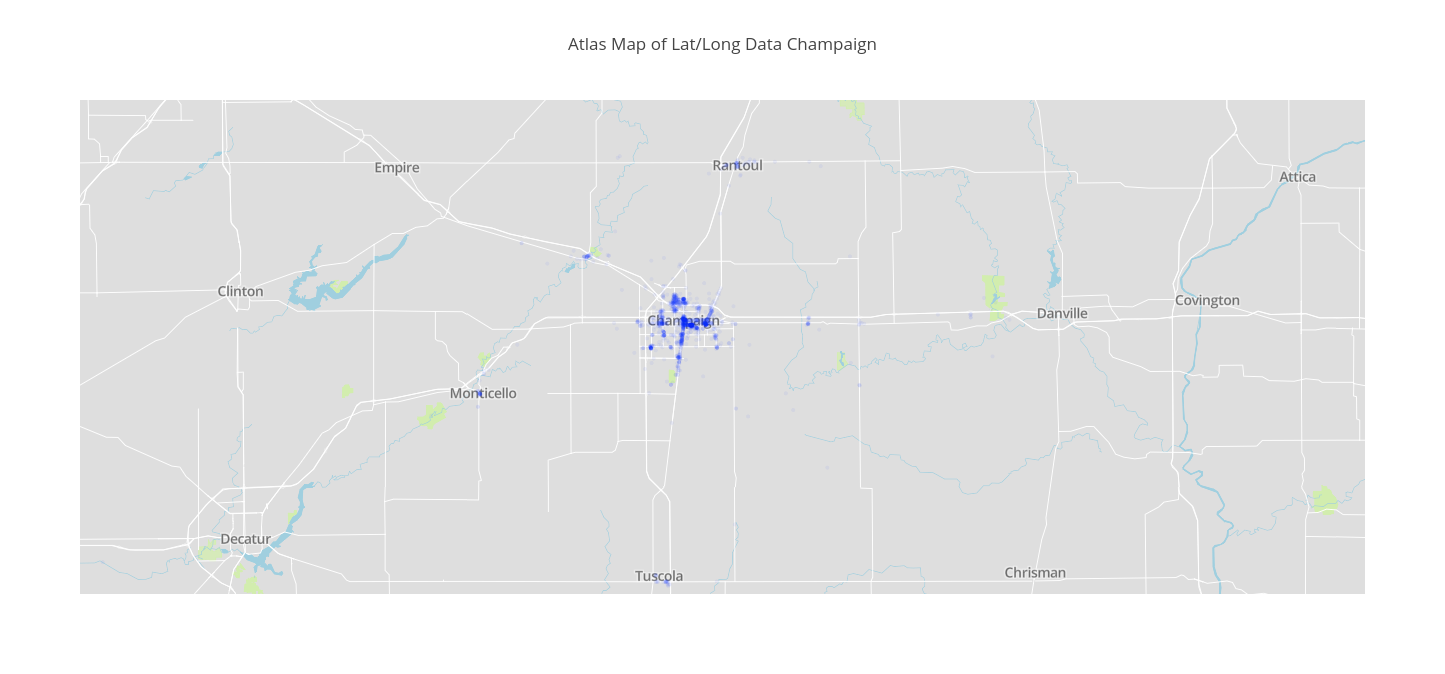 Atlas Map of Lat/Long Data Champaign
Empire
Rantoul
Attica
Clinton
Covington
Danville
Champaign
Monticello
Decatur
Tuscola
Chrisman